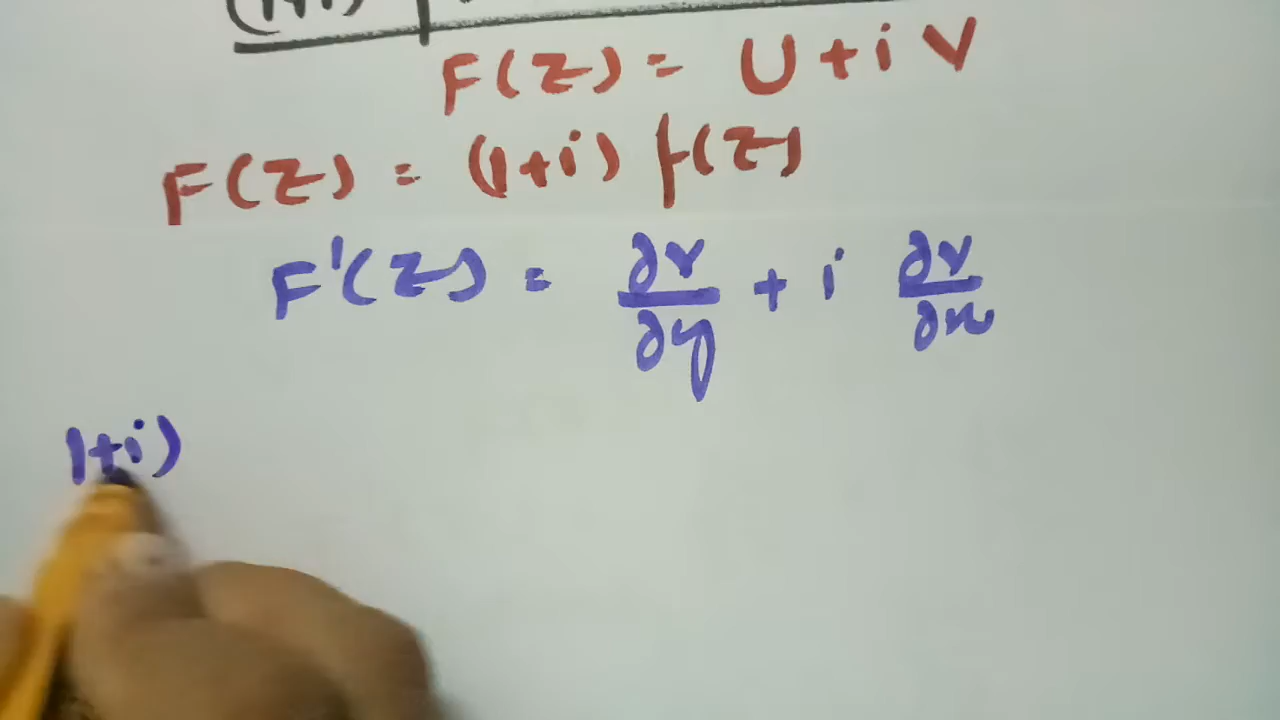 F(Z) = U + i V
F(Z) = (1+i) f(Z)
F'(Z) = ∂V/∂y + i ∂V/∂x
1+i)